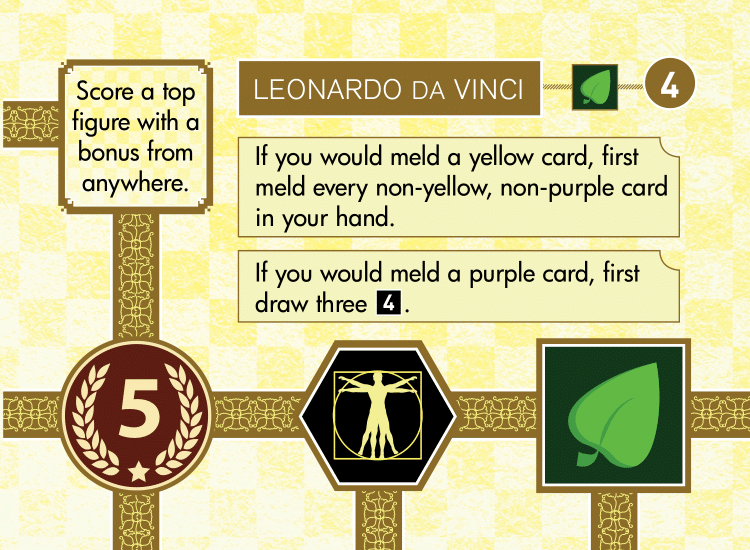 Score a top
figure with a
bonus from
anywhere.
LEONARDO DA VINCI
4
If you would meld a yellow card, first
meld every non-yellow, non-purple card
in your hand.
If you would meld a purple card, first
draw three 4.
5